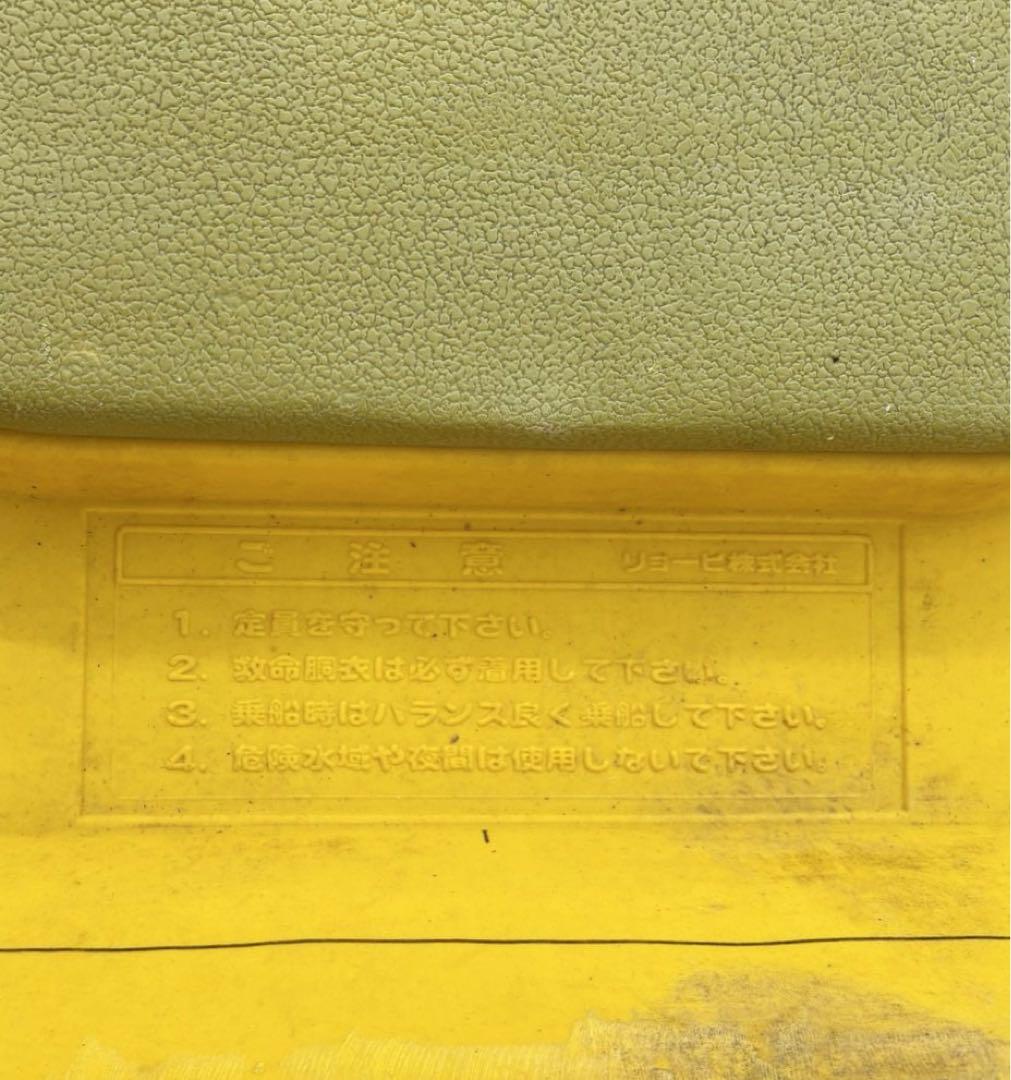 ご注意 リョービ株式会社
1. 定員を守って下さい。
2. 救命胴衣は必ず着用して下さい。
3. 乗船時はバランス良く乗船して下さい。
4. 危険水域や夜間は使用しないで下さい。